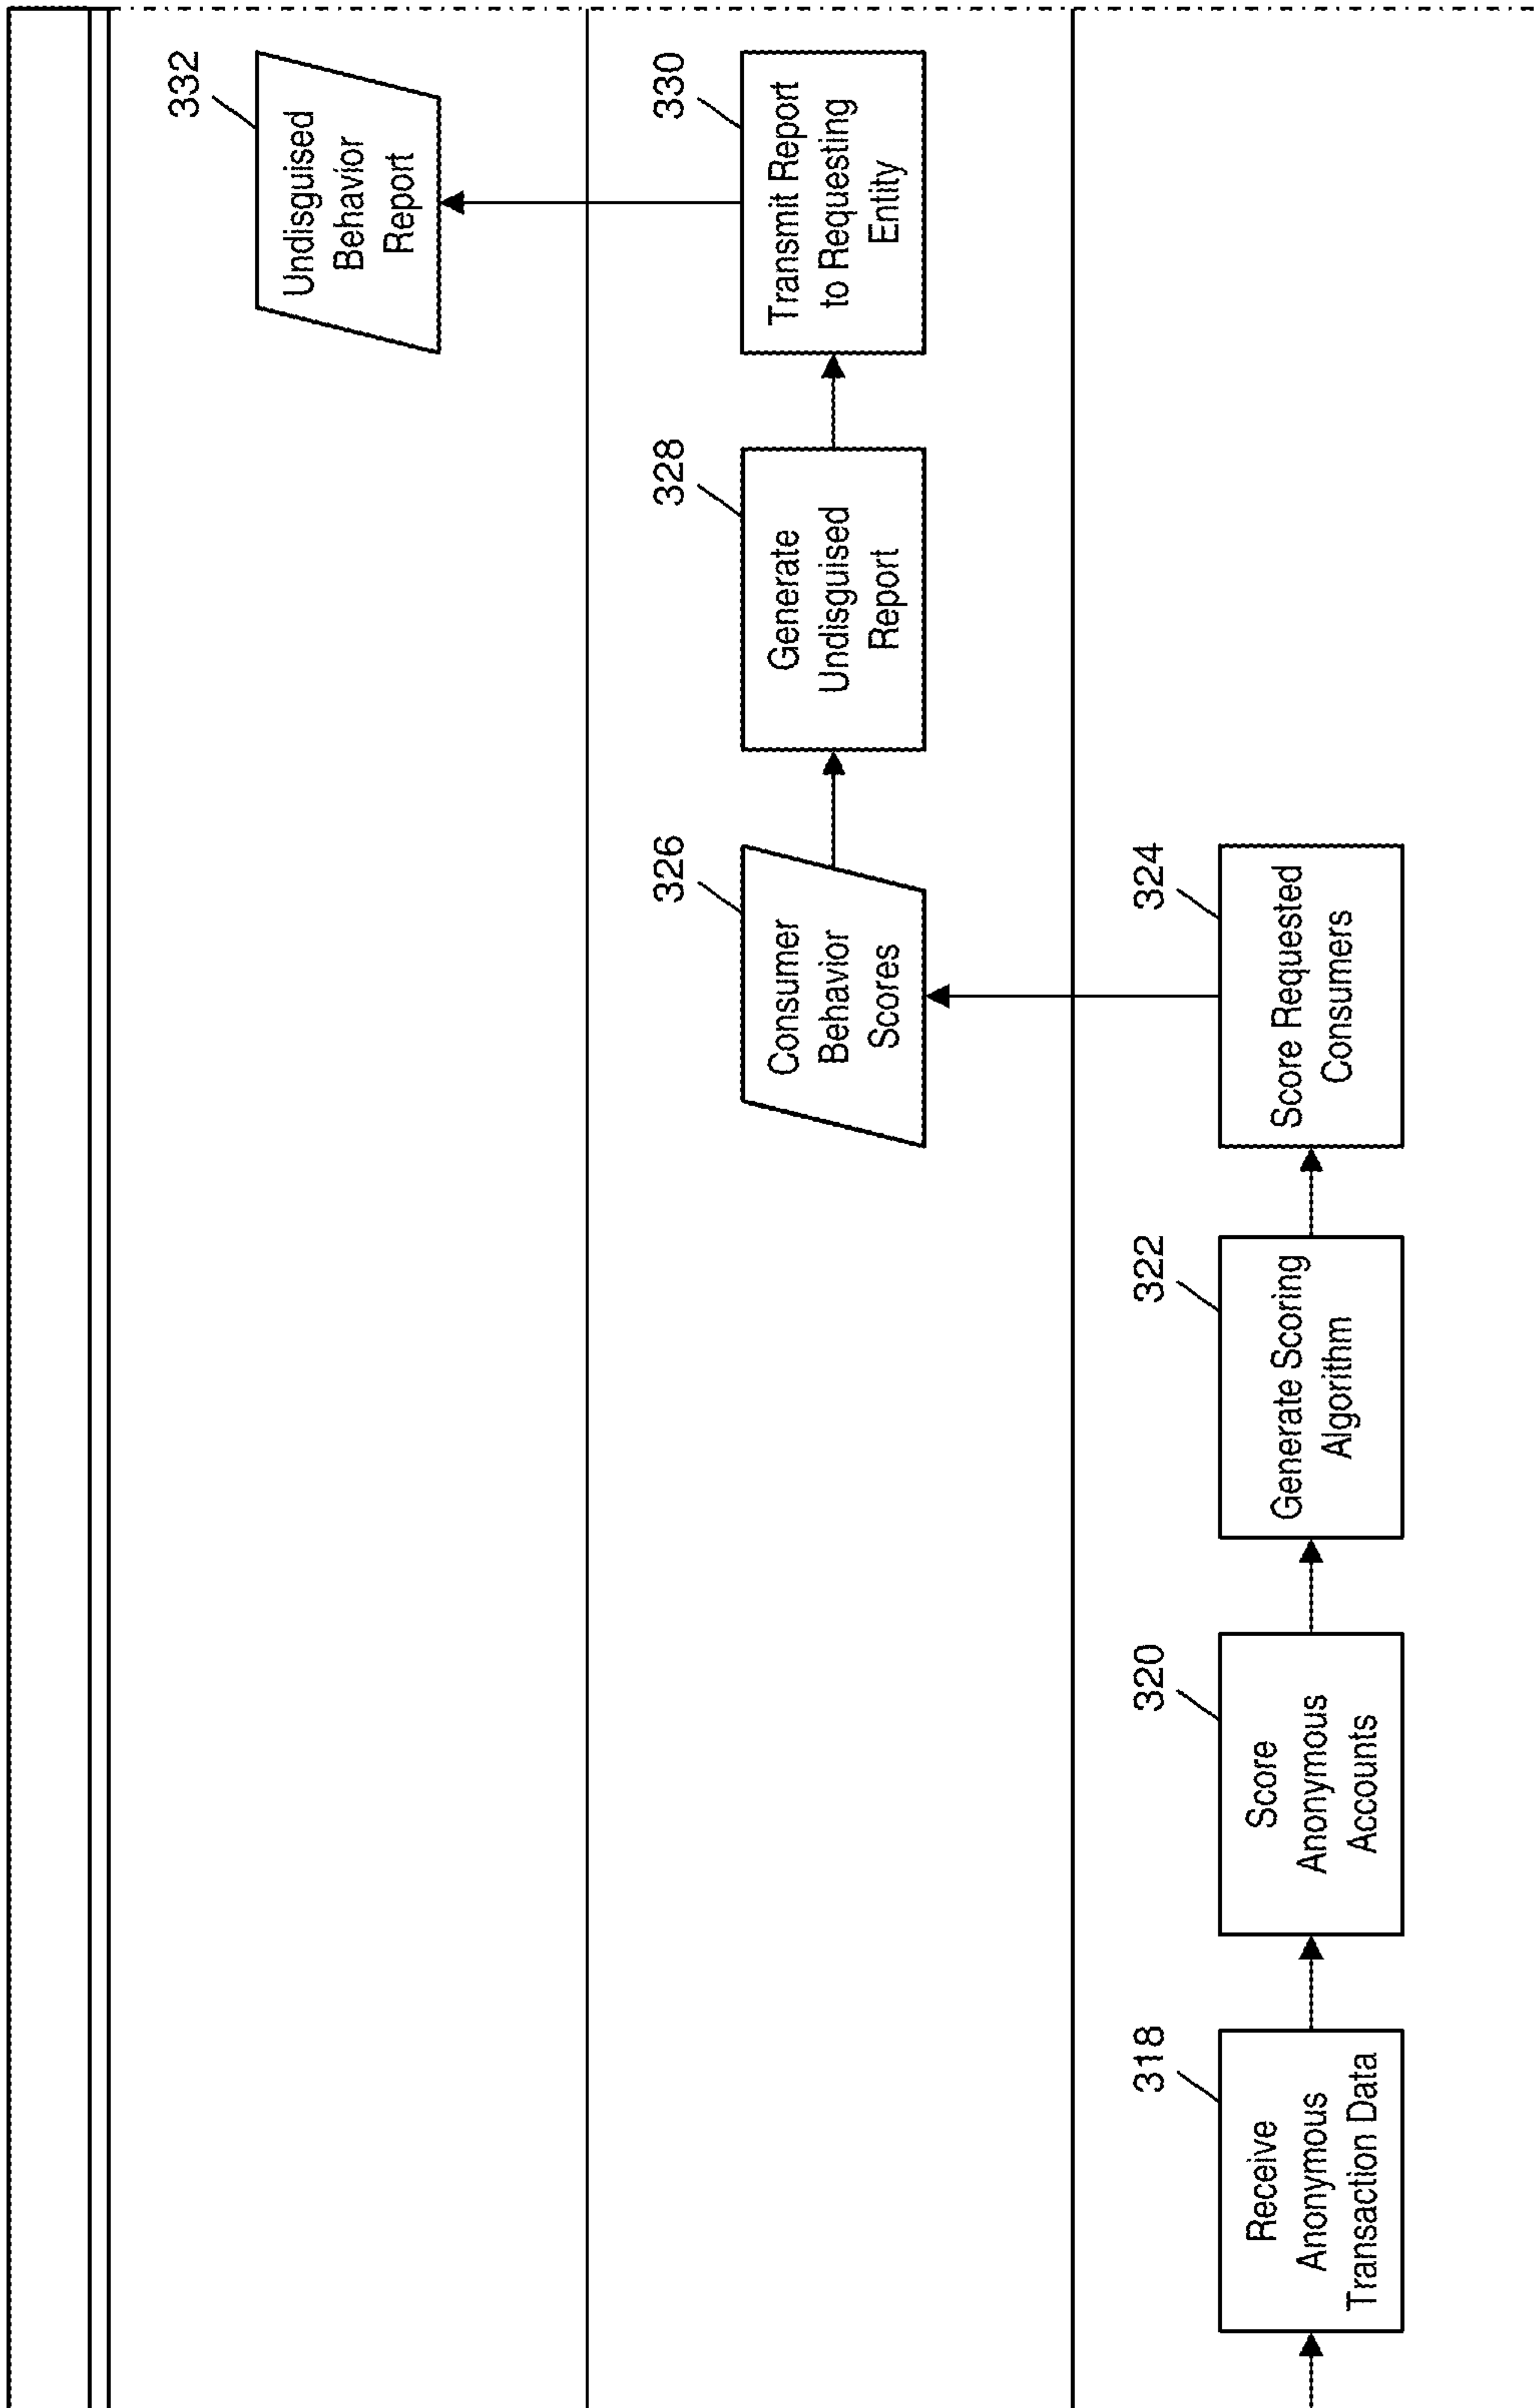 332
Undisguised
Behavior
Report
326
Consumer
Behavior
Scores
328
Generate
Undisguised
Report
330
Transmit Report
to Requesting
Entity
318
Receive
Anonymous
Transaction Data
320
Score
Anonymous
Accounts
322
Generate Scoring
Algorithm
324
Score Requested
Consumers